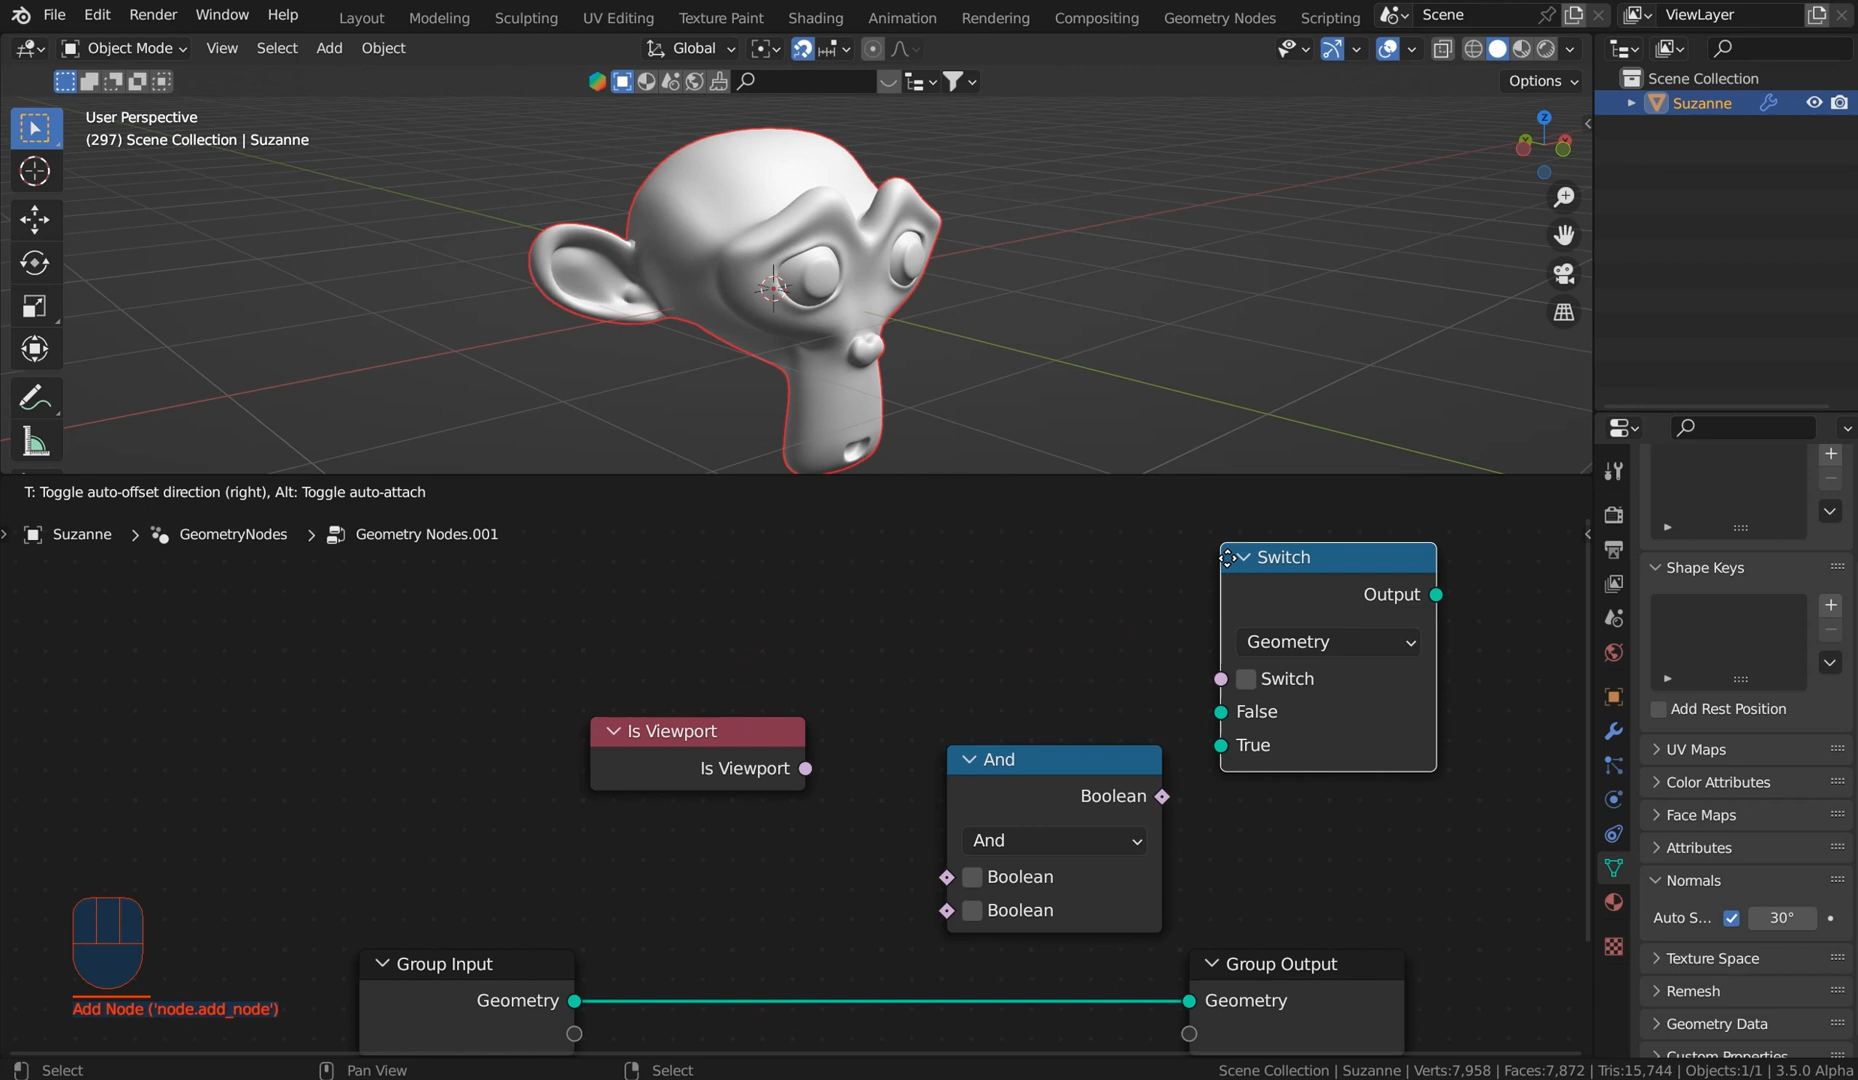 File Edit Render Window Help
Layout Modeling Sculpting UV Editing Texture Paint Shading Animation Rendering Compositing Geometry Nodes Scripting
Scene
ViewLayer
Object Mode View Select Add Object
Global
Options
User Perspective
(297) Scene Collection | Suzanne
Z
Scene Collection
Suzanne
T: Toggle auto-offset direction (right), Alt: Toggle auto-attach
Suzanne > GeometryNodes > Geometry Nodes.001
Switch
Output
Geometry
Switch
False
True
Is Viewport
Is Viewport
And
Boolean
And
Boolean
Boolean
Group Input
Geometry
Group Output
Geometry
Add Node ('node.add_node')
Shape Keys
Add Rest Position
UV Maps
Color Attributes
Face Maps
Attributes
Normals
Auto S... 30°
Texture Space
Remesh
Geometry Data
Custom Properties
Select
Pan View
Select
Scene Collection | Suzanne | Verts:7,958 | Faces:7,872 | Tris:15,744 | Objects:1/1 | 3.5.0 Alpha